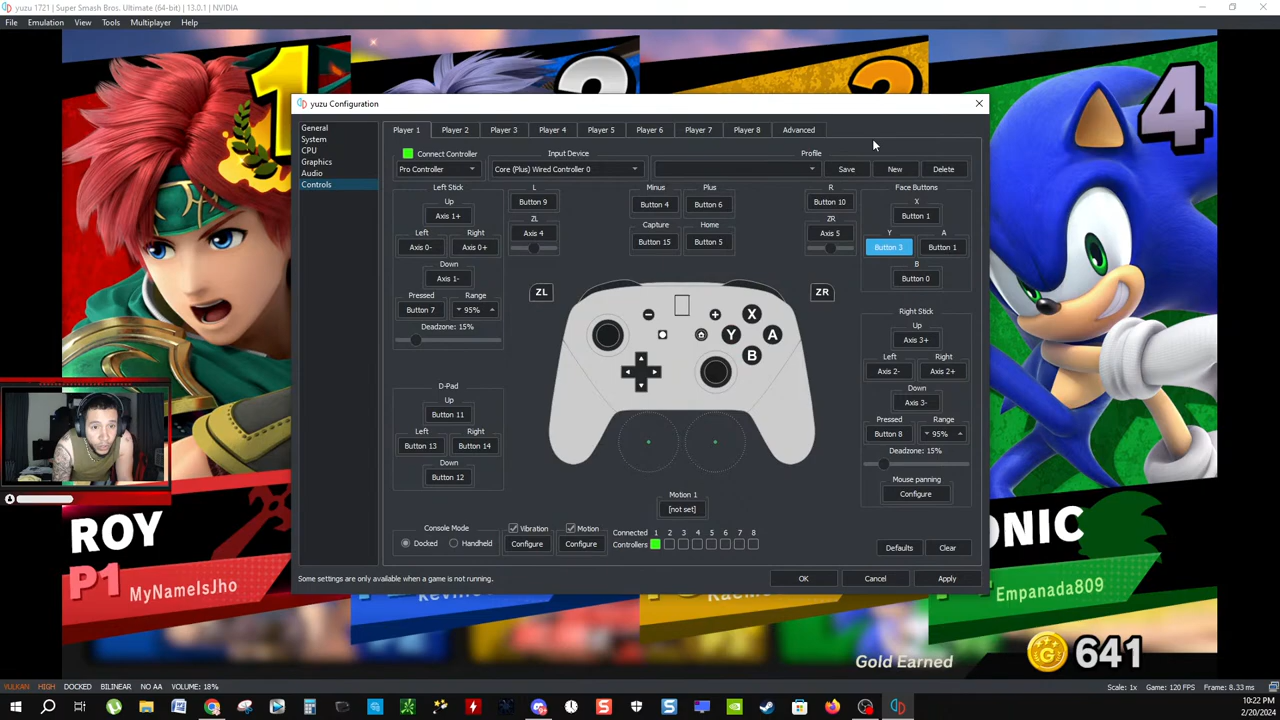 yuzu 1721 | Super Smash Bros. Ultimate (64-bit) | 13.0.1 | NVIDIA
File Emulation View Tools Multiplayer Help
1 2 3 4
yuzu Configuration
General
System
CPU
Graphics
Audio
Controls
Player 1 Player 2 Player 3 Player 4 Player 5 Player 6 Player 7 Player 8 Advanced
Connect Controller Input Device Profile
Pro Controller Core (Plus) Wired Controller 0 Save New Delete
Left Stick L Minus Plus R Face Buttons
Up Button 9 Button 4 Button 6 Button 10 X
Axis 1+ Button 1
Left Right ZL Capture Home ZR Y A
Axis 0- Axis 0+ Axis 4 Button 15 Button 5 Axis 5 Button 3 Button 1
Down B
Axis 1- Button 0
Pressed Range
Button 7 95%
Deadzone: 15%
ZL ZR
X
Y A
B
Right Stick
Up
Axis 3+
Left Right
Axis 2- Axis 2+
Down
Axis 3-
Pressed Range
Button 8 95%
Deadzone: 15%
Mouse panning
Configure
D-Pad
Up
Button 11
Left Right
Button 13 Button 14
Down
Button 12
Motion 1
[not set]
Console Mode Vibration Motion Connected 1 2 3 4 5 6 7 8
Docked Handheld Configure Configure Controllers Defaults Clear
Some settings are only available when a game is not running. OK Cancel Apply
ROY
P1 MyNameIsJho
ONIC
Empanada809
Gold Earned G 641
VULKAN HIGH DOCKED BILINEAR NO AA VOLUME: 18% Scale: 1x Game: 120 FPS Frame: 8.33 ms
10:22 PM
2/20/2024